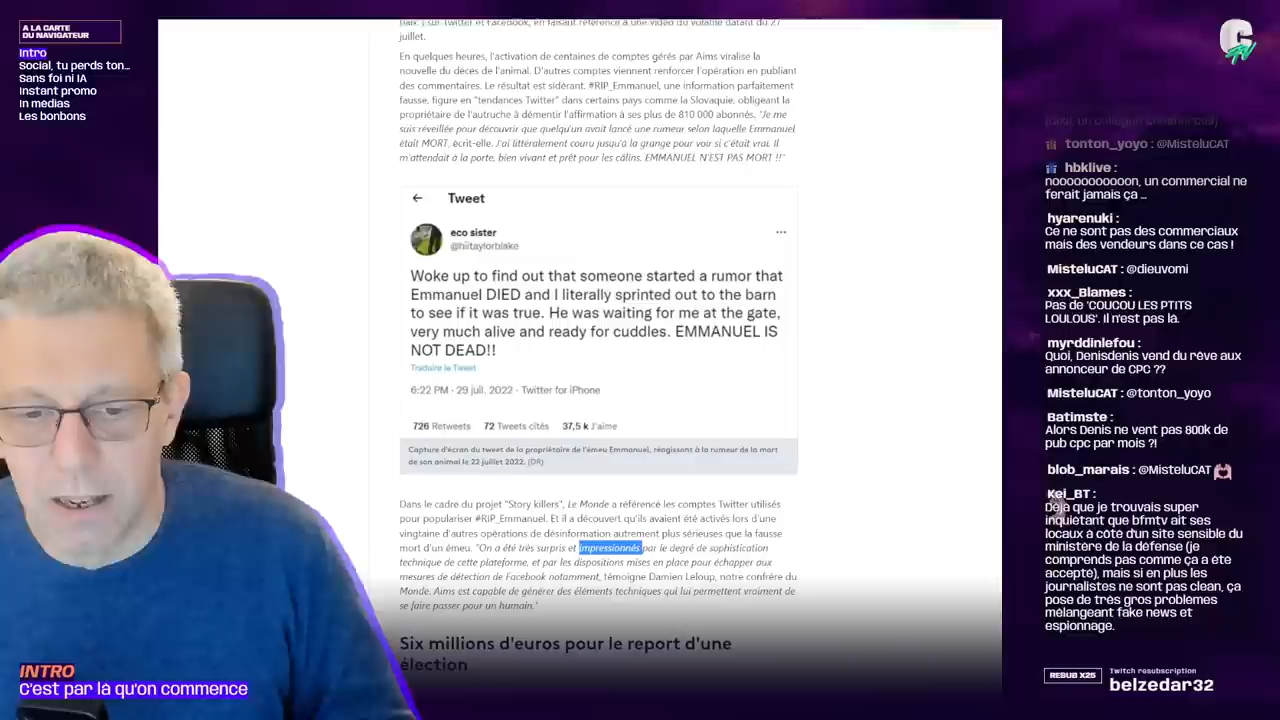 À LA CARTE
DU NAVIGATEUR
Intro
Social, tu perds ton...
Sans foi ni IA
Instant promo
In medias
Les bonbons
sur Twitter et Facebook, en faisant référence à une vidéo du volatile datant du 27
juillet.
En quelques heures, l'activation de centaines de comptes gérés par Aims viralise la
nouvelle du décès de l'animal. D'autres comptes viennent renforcer l'opération en publiant
des commentaires. Le résultat est sidérant. #RIP_Emmanuel, une information parfaitement
fausse, figure en "tendances Twitter" dans certains pays comme la Slovaquie, obligeant la
propriétaire de l'autruche à démentir l'affirmation à ses plus de 810 000 abonnés. "Je me
suis réveillée pour découvrir que quelqu'un avait lancé une rumeur selon laquelle Emmanuel
était MORT, écrit-elle. J'ai littéralement couru jusqu'à la grange pour voir si c'était vrai. Il
m'attendait à la porte, bien vivant et prêt pour les câlins. EMMANUEL N'EST PAS MORT !!"
Tweet
eco sister
@hiitaylorblake
Woke up to find out that someone started a rumor that
Emmanuel DIED and I literally sprinted out to the barn
to see if it was true. He was waiting for me at the gate,
very much alive and ready for cuddles. EMMANUEL IS
NOT DEAD!!
Traduire le Tweet
6:22 PM · 29 juil. 2022 · Twitter for iPhone
726 Retweets 72 Tweets cités 37,5 k J'aime
Capture d'écran du tweet de la propriétaire de l'émeu Emmanuel, réagissant à la rumeur de la mort
de son animal le 22 juillet 2022. (DR)
Dans le cadre du projet "Story killers", Le Monde a référencé les comptes Twitter utilisés
pour populariser #RIP_Emmanuel. Et il a découvert qu'ils avaient été activés lors d'une
vingtaine d'autres opérations de désinformation autrement plus sérieuses que la fausse
mort d'un émeu. "On a été très surpris et impressionnés par le degré de sophistication
technique de cette plateforme, et par les dispositions mises en place pour échapper aux
mesures de détection de Facebook notamment, témoigne Damien Leloup, notre confrère du
Monde. Aims est capable de générer des éléments techniques qui lui permettent vraiment de
se faire passer pour un humain."
Six millions d'euros pour le report d'une
élection
INTRO
C'est par là qu'on commence
TV
tonton_yoyo : @MisteluCAT
hbklive :
nooooooooooon, un commercial ne
ferait jamais ça ...
hyarenuki :
Ce ne sont pas des commerciaux
mais des vendeurs dans ce cas !
MisteluCAT : @dieuvomi
xxx_Blames :
Pas de 'COUCOU LES PTITS
LOULOUS'. Il n'est pas là.
myrddinlefou :
Quoi, Denisdenis vend du rêve aux
annonceur de CPC ??
MisteluCAT : @tonton_yoyo
Batimste :
Alors Denis ne vent pas 800k de
pub cpc par mois ?!
blob_marais : @MisteluCAT
Kei_BT :
Déjà que je trouvais super
inquiétant que bfmtv ait ses
locaux à côté d'un site sensible du
ministère de la défense (je
comprends pas comme ça a ete
accepté), mais si en plus les
journalistes ne sont pas clean, ça
pose de très gros problèmes
mélangeant fake news et
espionnage.
REBUB X25
Twitch resubscription
belzedar32